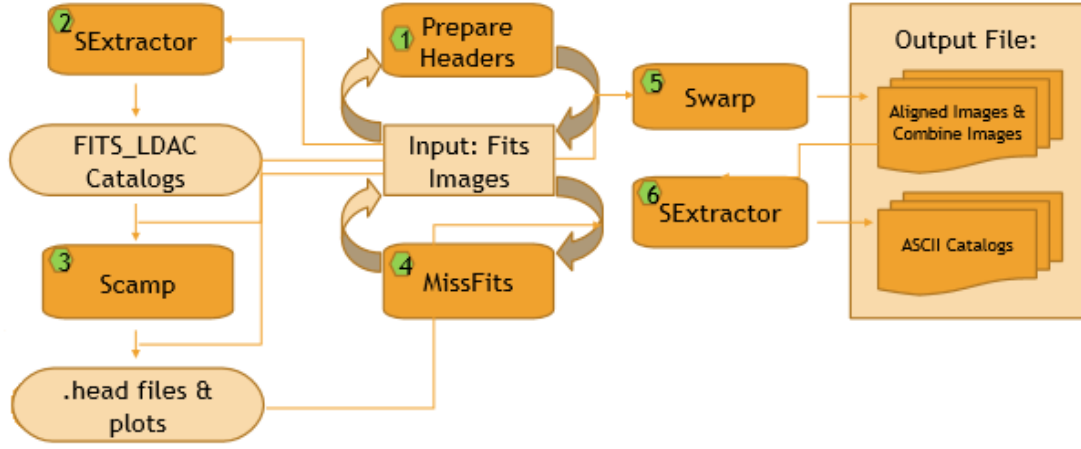 2
SExtractor
FITS_LDAC
Catalogs
3
Scamp
.head files &
plots
1
Prepare
Headers
Input: Fits
Images
4
MissFits
5
Swarp
6
SExtractor
Output File:
Aligned Images &
Combine Images
ASCII Catalogs